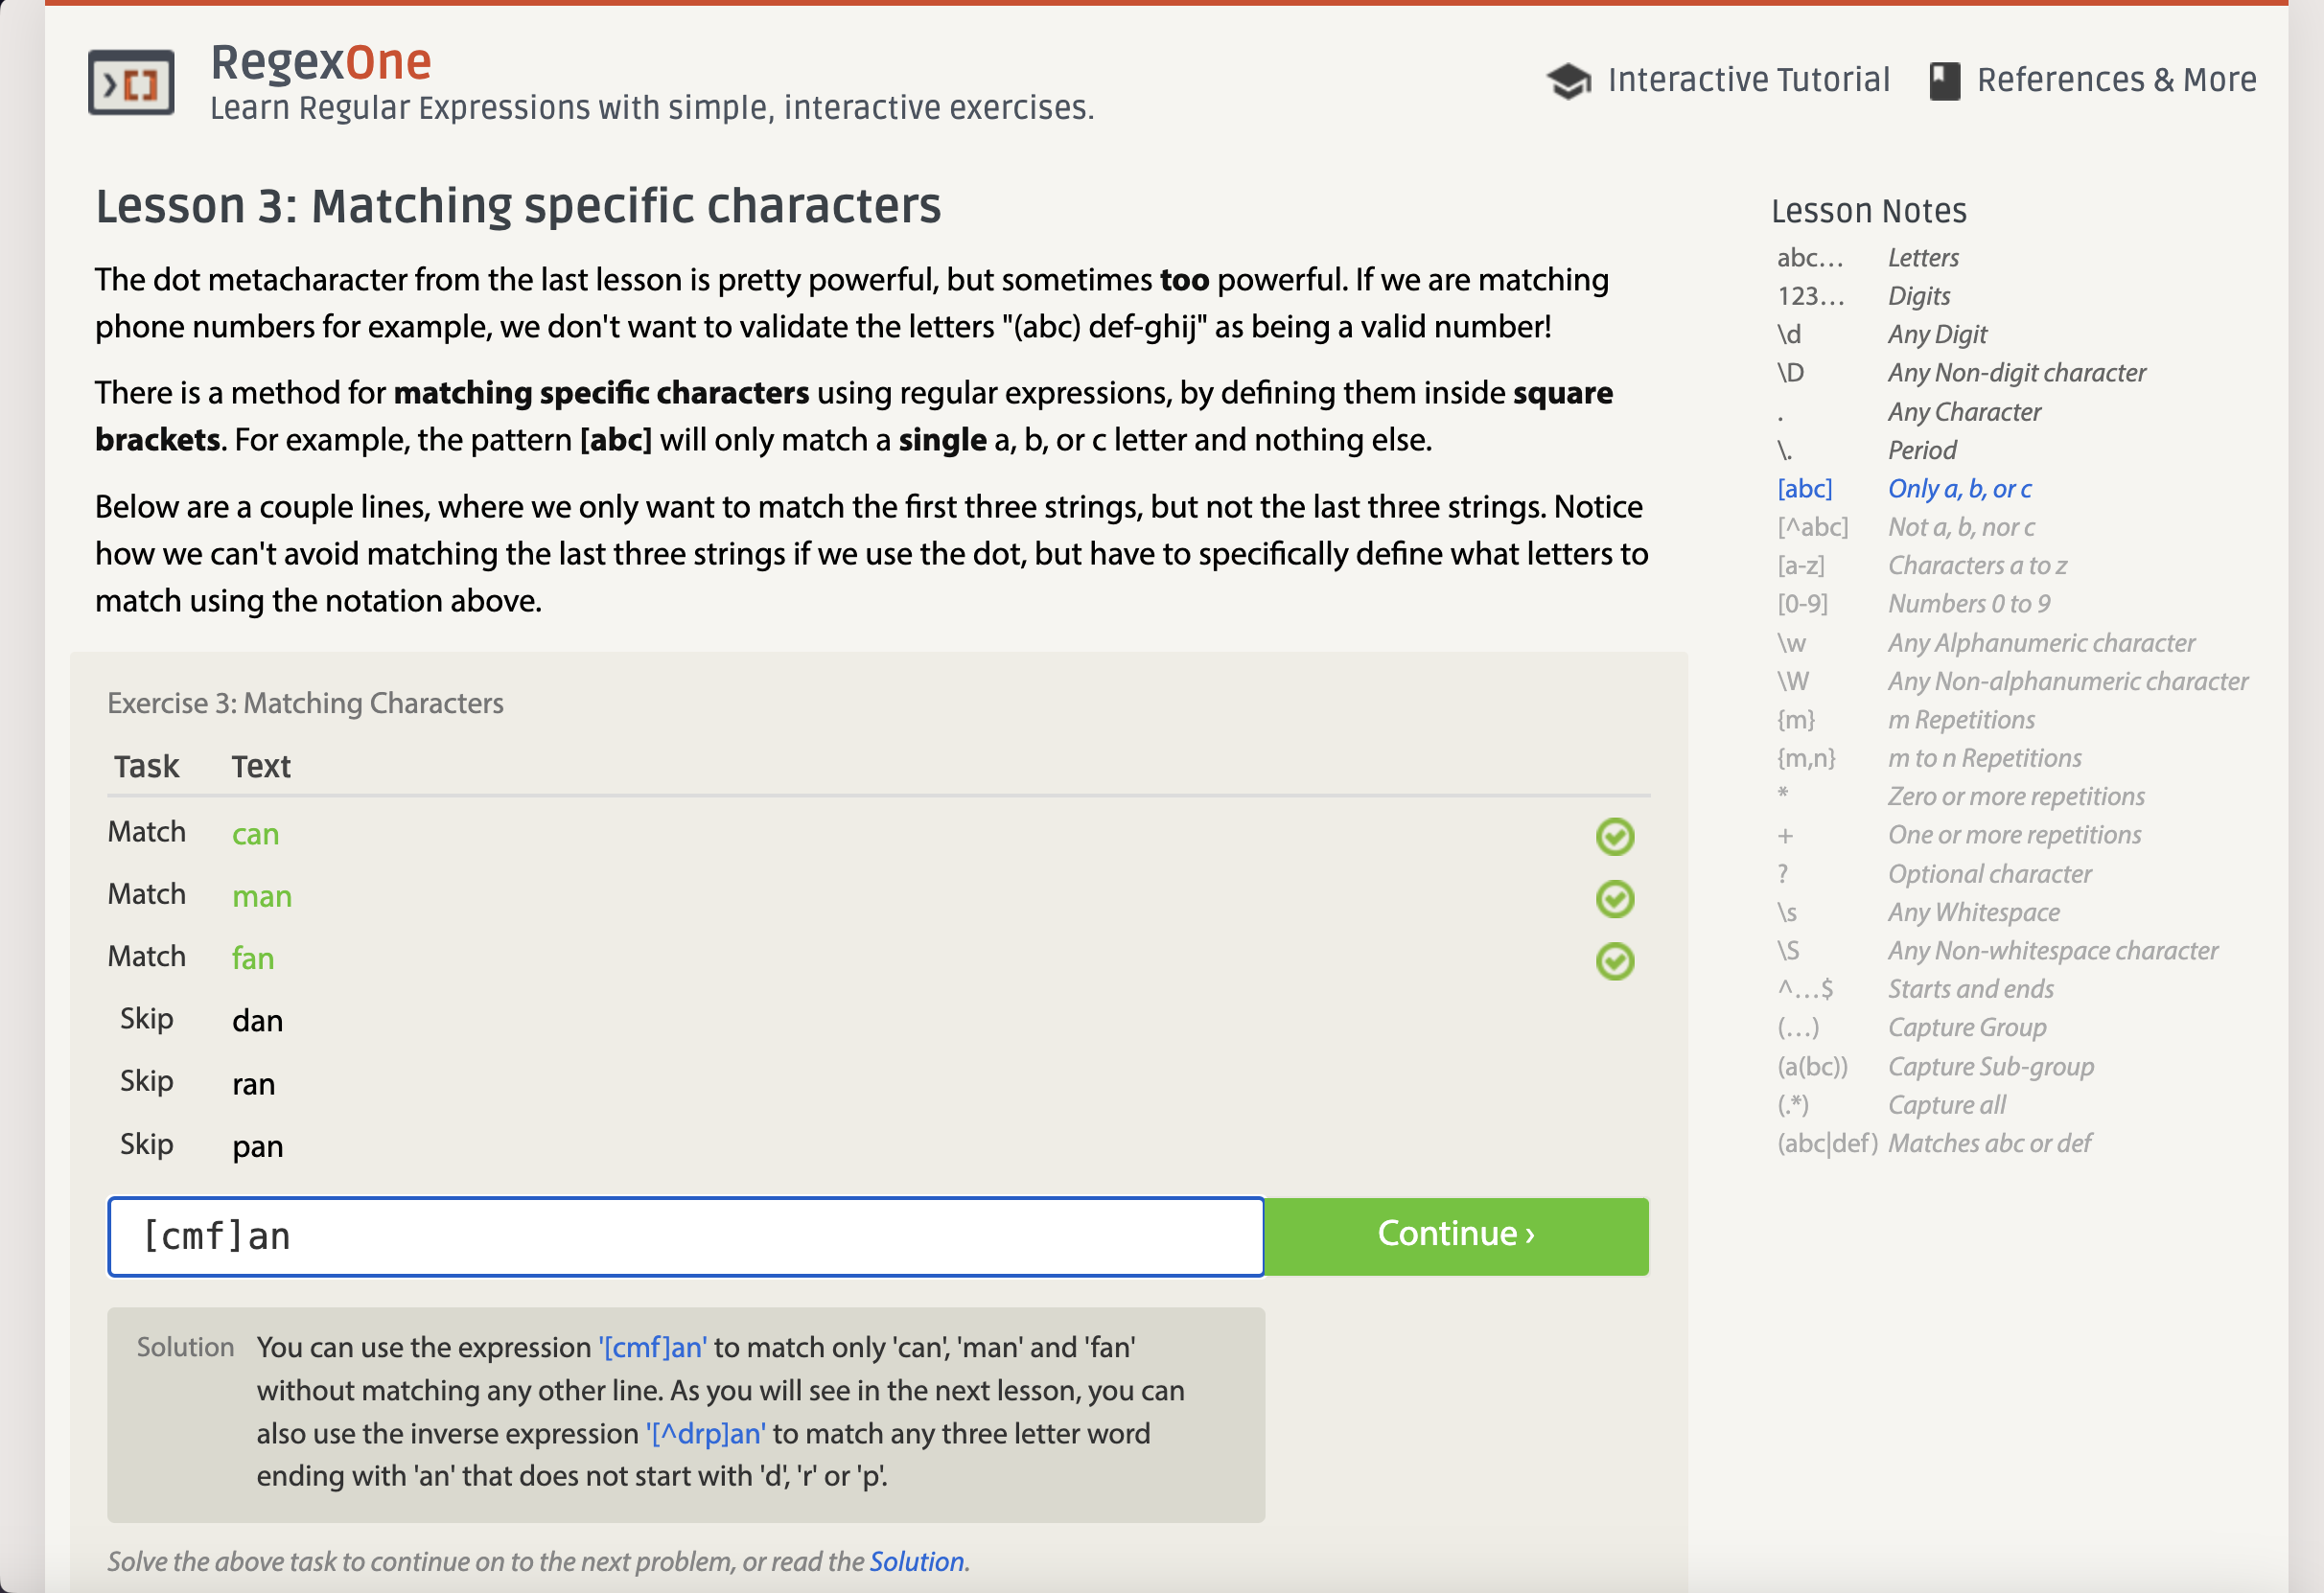 RegexOne
Learn Regular Expressions with simple, interactive exercises.
Interactive Tutorial
References & More
Lesson 3: Matching specific characters
The dot metacharacter from the last lesson is pretty powerful, but sometimes too powerful. If we are matching
phone numbers for example, we don't want to validate the letters "(abc) def-ghij" as being a valid number!
There is a method for matching specific characters using regular expressions, by defining them inside square
brackets. For example, the pattern [abc] will only match a single a, b, or c letter and nothing else.
Below are a couple lines, where we only want to match the first three strings, but not the last three strings. Notice
how we can't avoid matching the last three strings if we use the dot, but have to specifically define what letters to
match using the notation above.
Exercise 3: Matching Characters
Task Text
Match can
Match man
Match fan
Skip dan
Skip ran
Skip pan
[cmf]an
Continue ›
Solution You can use the expression '[cmf]an' to match only 'can', 'man' and 'fan'
without matching any other line. As you will see in the next lesson, you can
also use the inverse expression '[^drp]an' to match any three letter word
ending with 'an' that does not start with 'd', 'r' or 'p'.
Solve the above task to continue on to the next problem, or read the Solution.
Lesson Notes
abc… Letters
123… Digits
\d Any Digit
\D Any Non-digit character
. Any Character
\. Period
[abc] Only a, b, or c
[^abc] Not a, b, nor c
[a-z] Characters a to z
[0-9] Numbers 0 to 9
\w Any Alphanumeric character
\W Any Non-alphanumeric character
{m} m Repetitions
{m,n} m to n Repetitions
* Zero or more repetitions
+ One or more repetitions
? Optional character
\s Any Whitespace
\S Any Non-whitespace character
^…$ Starts and ends
(…) Capture Group
(a(bc)) Capture Sub-group
(.*) Capture all
(abc|def) Matches abc or def